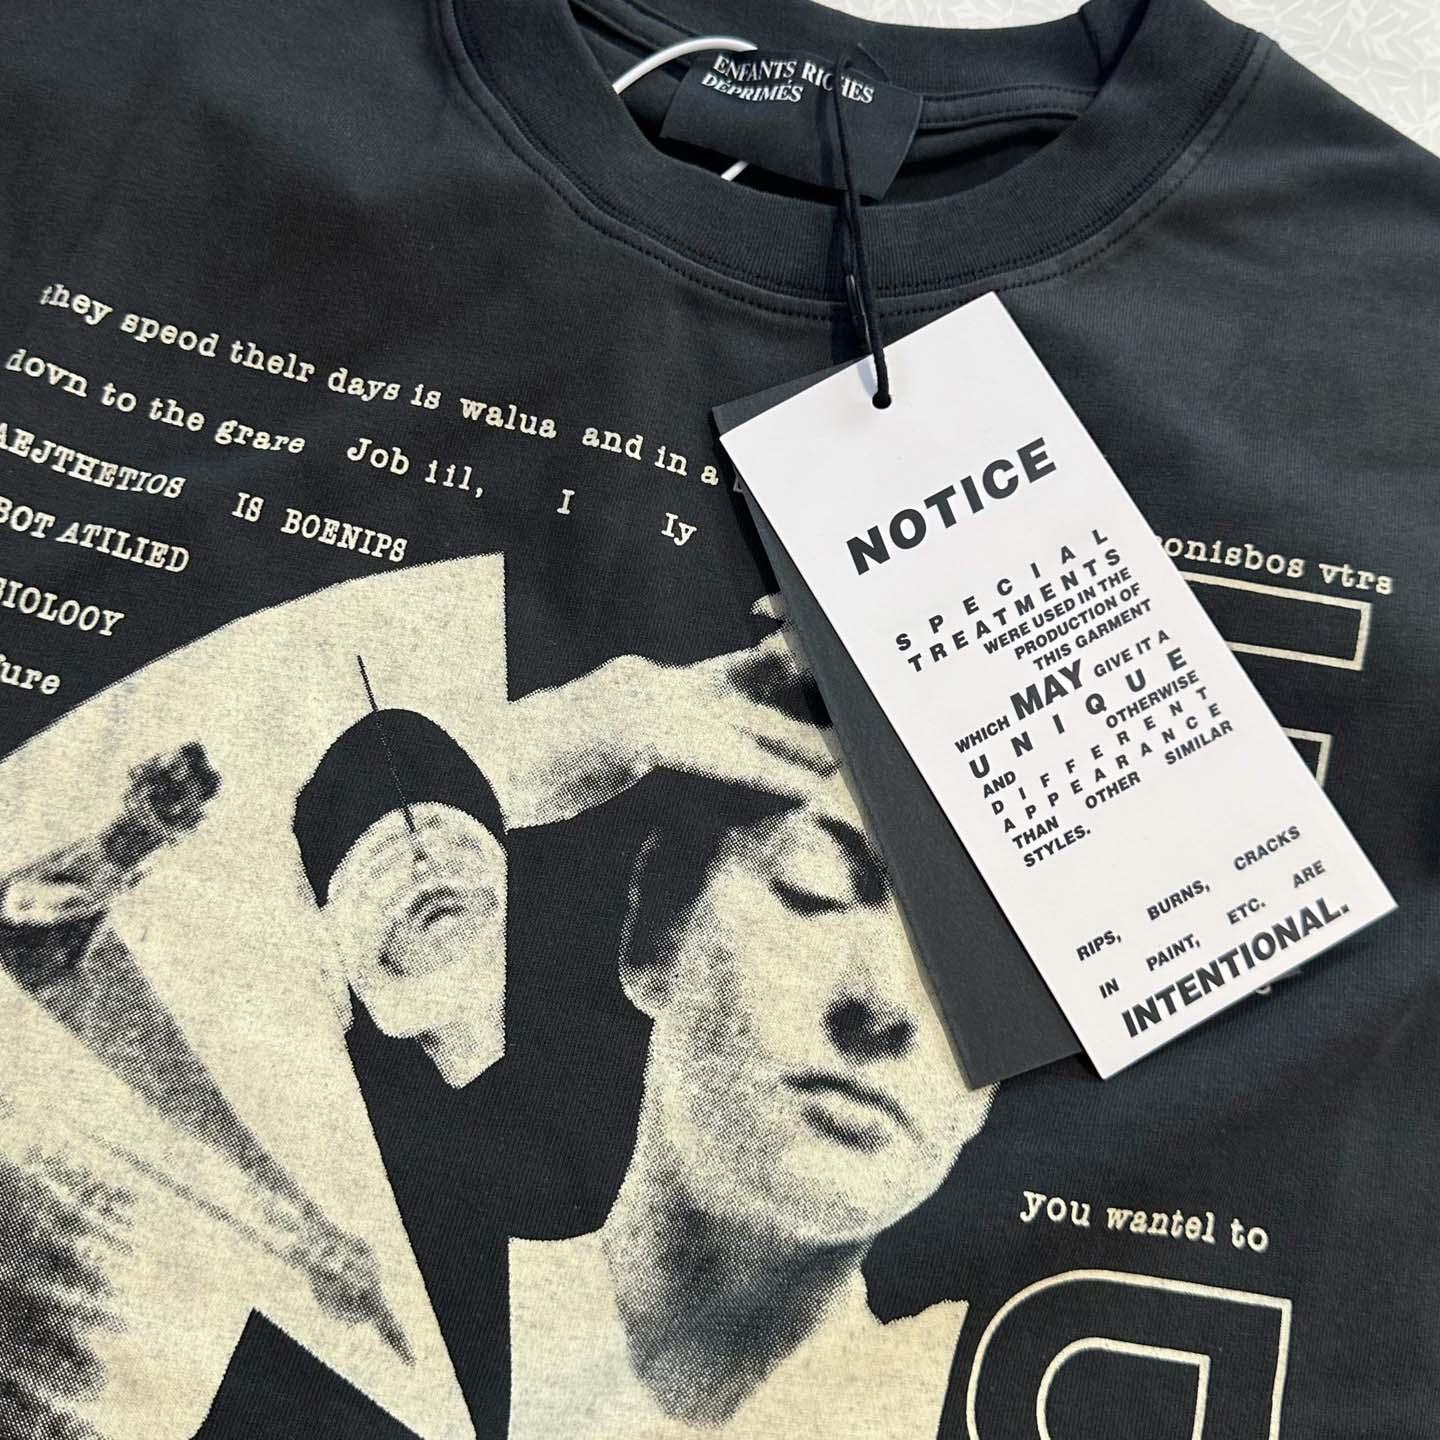 ENFANTS RICHES
DÉPRIMÉS
they speod thelr days is walua and in a
dovn to the grare Job iil, I Iy
AEJTHETIOS IS BOENIPS
BOT ATILIED
BIOLOOY
ure
onisbos vtrs
NOTICE
SPECIAL
TREATMENTS
WERE USED IN THE
PRODUCTION OF
THIS GARMENT
WHICH MAY GIVE IT A
UNIQUE
AND OTHERWISE
DIFFERENT
APPEARANCE
THAN OTHER SIMILAR
STYLES.
RIPS, BURNS, CRACKS
IN PAINT, ETC. ARE
INTENTIONAL.
you wantel to